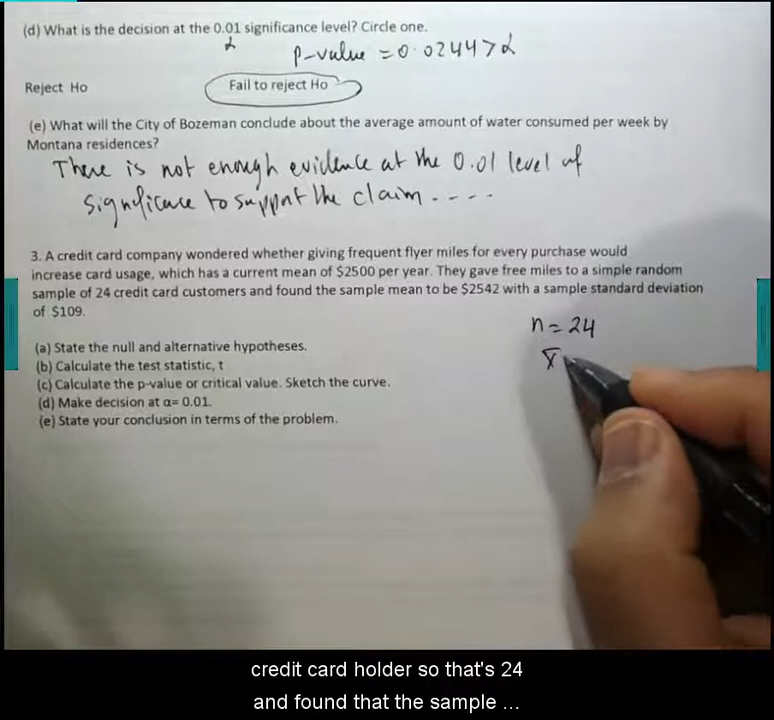 (d) What is the decision at the 0.01 significance level? Circle one.
α
p-value = 0.0244 > α
Reject Ho
Fail to reject Ho
(e) What will the City of Bozeman conclude about the average amount of water consumed per week by
Montana residences?
There is not enough evidence at the 0.01 level of
significance to support the claim . - - -
3. A credit card company wondered whether giving frequent flyer miles for every purchase would
increase card usage, which has a current mean of $2500 per year. They gave free miles to a simple random
sample of 24 credit card customers and found the sample mean to be $2542 with a sample standard deviation
of $109.
n = 24
x̄
(a) State the null and alternative hypotheses.
(b) Calculate the test statistic, t
(c) Calculate the p-value or critical value. Sketch the curve.
(d) Make decision at α= 0.01.
(e) State your conclusion in terms of the problem.
credit card holder so that's 24
and found that the sample ...